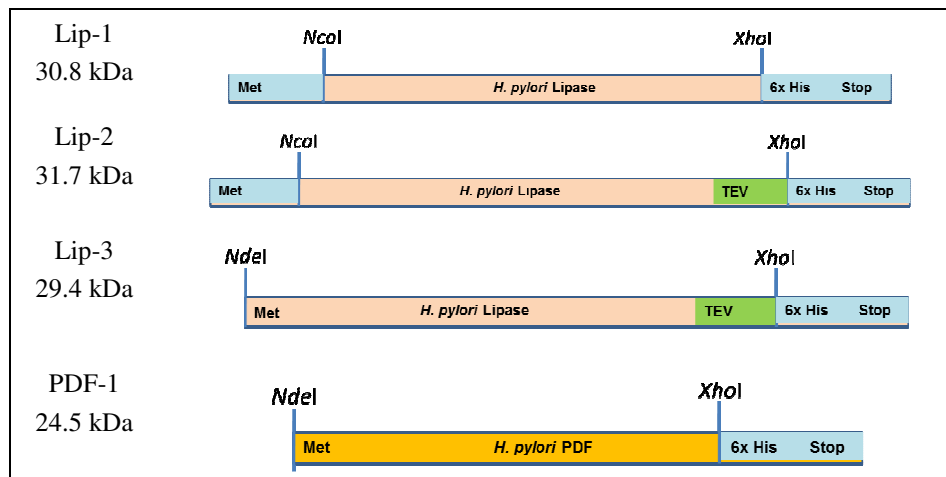 Lip-1
30.8 kDa
NcoI XhoI
Met H. pylori Lipase 6x His Stop
Lip-2
31.7 kDa
NcoI XhoI
Met H. pylori Lipase TEV 6x His Stop
Lip-3
29.4 kDa
NdeI XhoI
Met H. pylori Lipase TEV 6x His Stop
PDF-1
24.5 kDa
NdeI XhoI
Met H. pylori PDF 6x His Stop